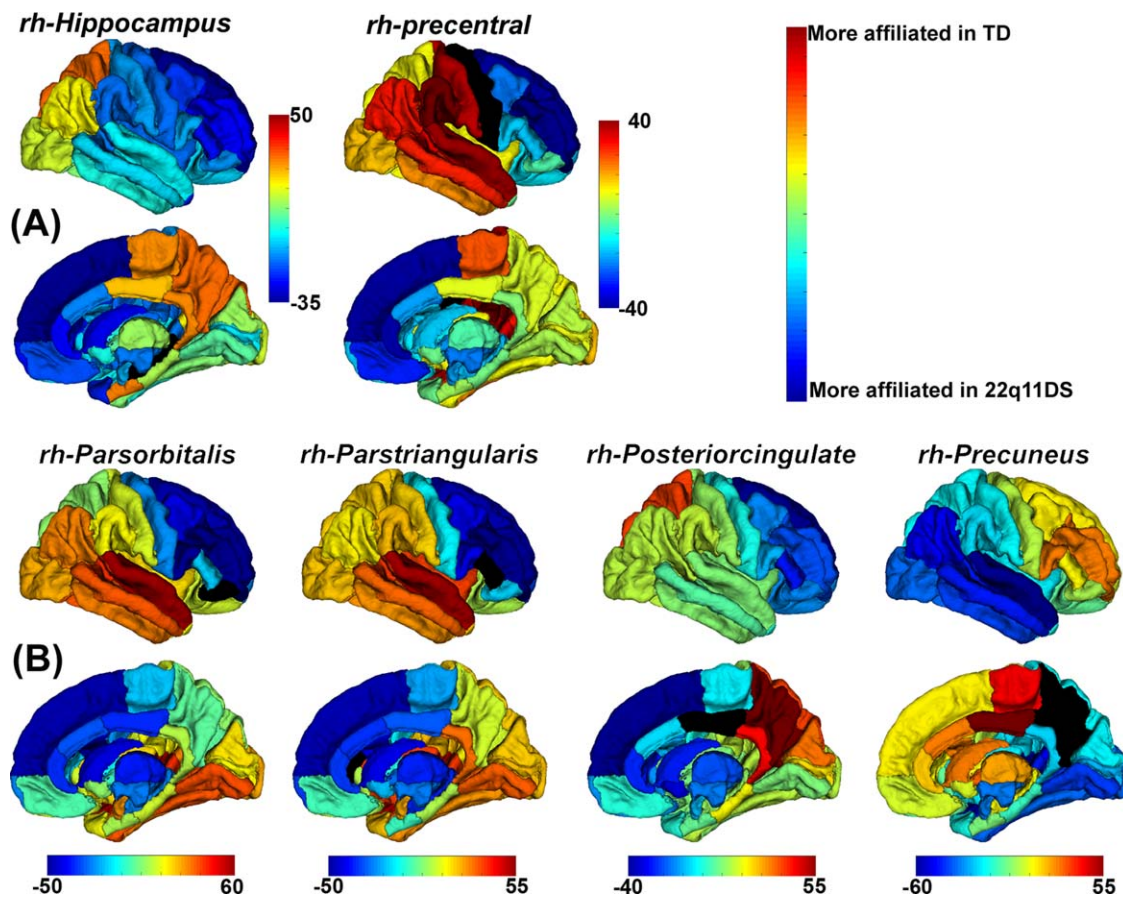 rh-Hippocampus
rh-precentral
More affiliated in TD
50
40
(A)
-35
-40
More affiliated in 22q11DS
rh-Parsorbitalis
rh-Parstriangularis
rh-Posteriorcingulate
rh-Precuneus
(B)
-50
60
-50
55
-40
55
-60
55